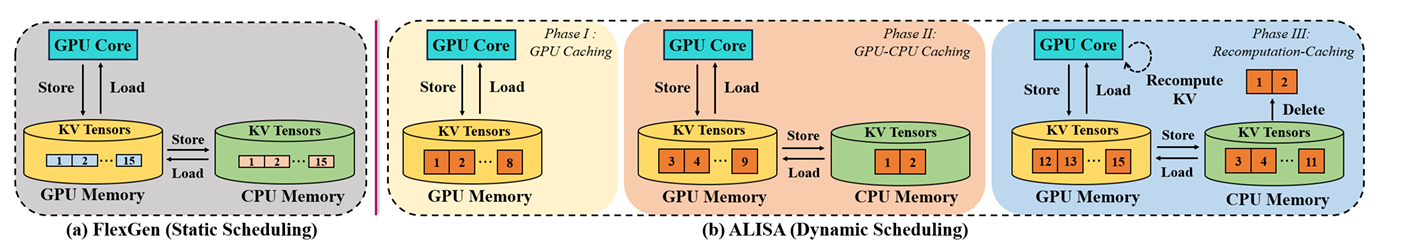 GPU Core
Store
Load
KV Tensors
1 2 ··· 15
GPU Memory
Store
Load
KV Tensors
1 2 ··· 15
CPU Memory
(a) FlexGen (Static Scheduling)
Phase I :
GPU Caching
GPU Core
Store
Load
KV Tensors
1 2 ··· 8
GPU Memory
Phase II:
GPU-CPU Caching
GPU Core
Store
Load
KV Tensors
3 4 ··· 9
GPU Memory
Store
Load
KV Tensors
1 2
CPU Memory
Phase III:
Recomputation-Caching
GPU Core
Recompute
KV
Store
Load
KV Tensors
12 13 ··· 15
GPU Memory
Store
Load
1 2
Delete
KV Tensors
3 4 ··· 11
CPU Memory
(b) ALISA (Dynamic Scheduling)